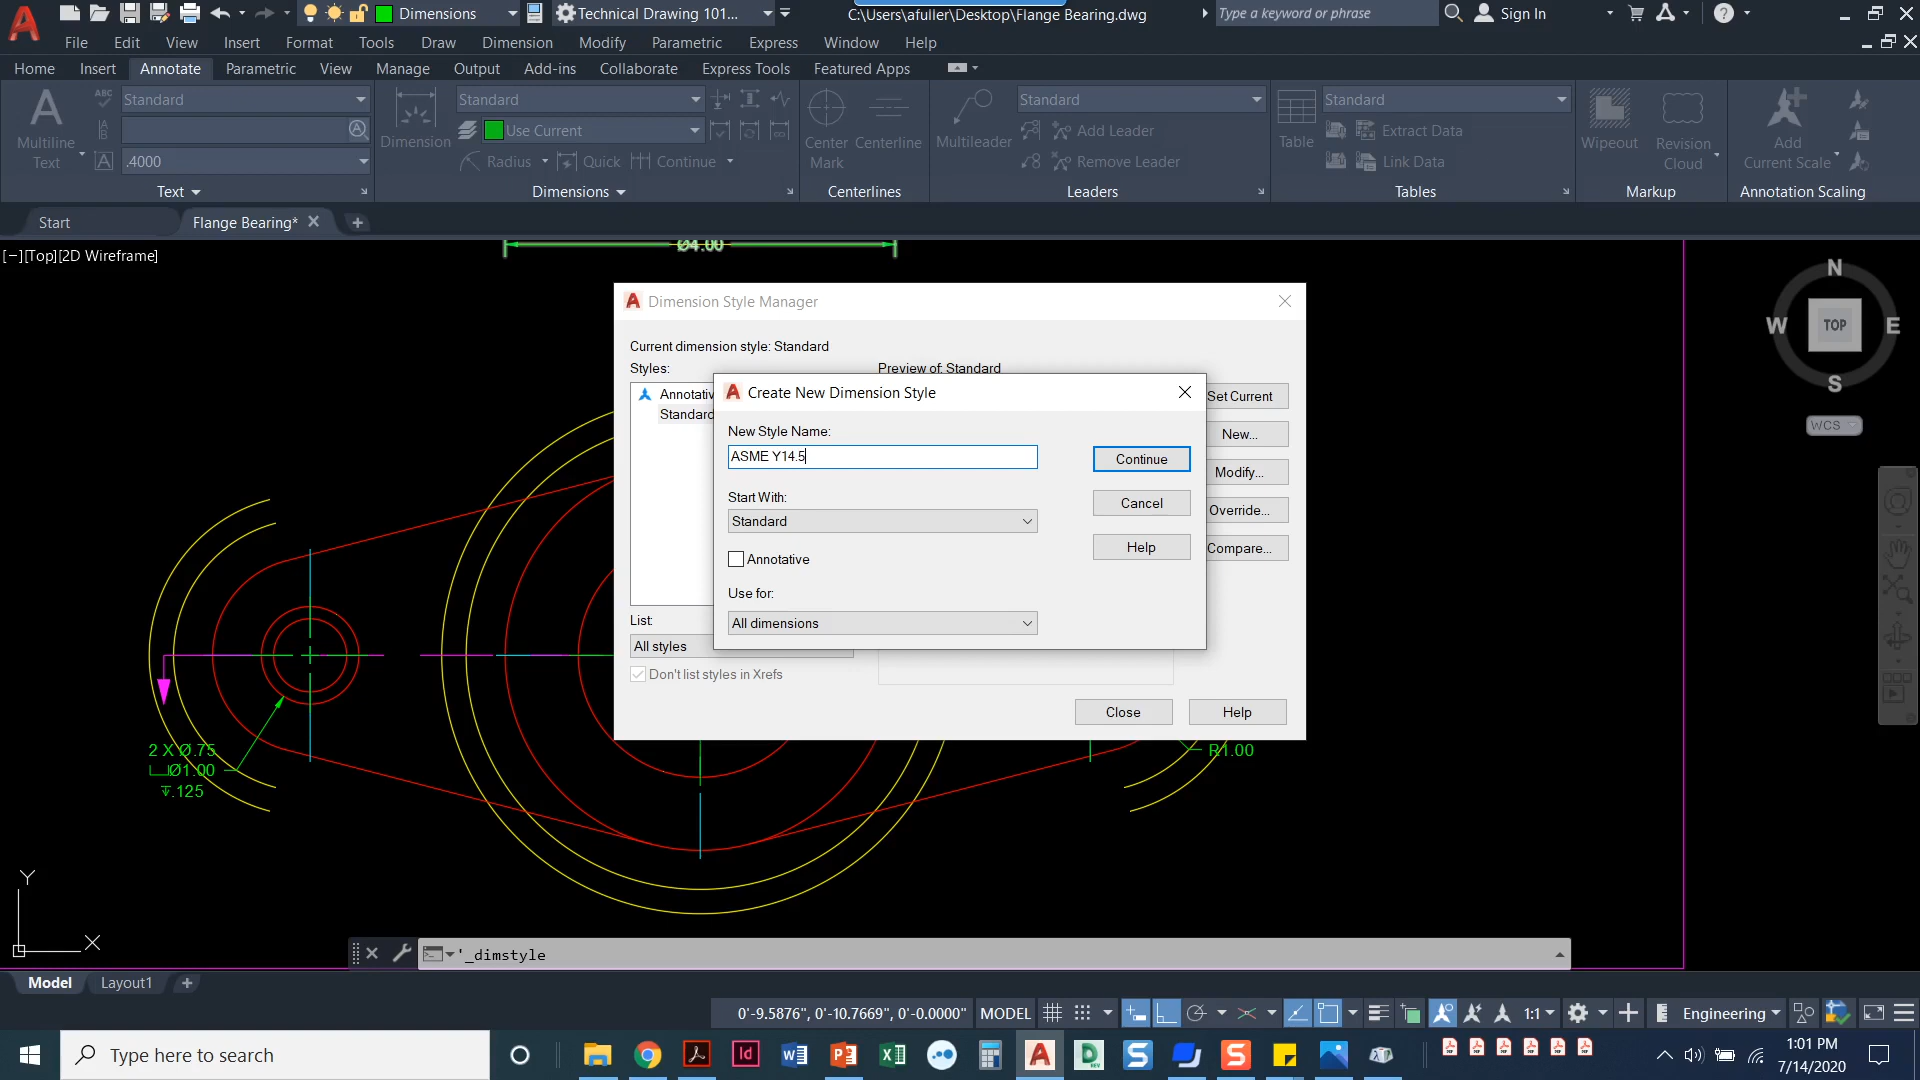 Dimensions
Technical Drawing 101...
C:\Users\afuller\Desktop\Flange Bearing.dwg
Type a keyword or phrase
Sign In
File Edit View Insert Format Tools Draw Dimension Modify Parametric Express Window Help
Home Insert Annotate Parametric View Manage Output Add-ins Collaborate Express Tools Featured Apps
Multiline Text
ABC
Standard
.4000
Text
Dimension
Standard
Use Current
Radius
Quick
Continue
Dimensions
Center Mark
Centerline
Centerlines
Multileader
Standard
Add Leader
Remove Leader
Leaders
Table
Standard
Extract Data
Link Data
Tables
Wipeout
Revision Cloud
Markup
Add Current Scale
Annotation Scaling
Start
Flange Bearing*
[−][Top][2D Wireframe]
Ø4.00
N
W
TOP
E
S
WCS
Dimension Style Manager
Current dimension style: Standard
Styles:
Preview of: Standard
Annotativ
Standard
Set Current
New...
Modify...
Override...
Compare...
List:
All styles
Don't list styles in Xrefs
Close
Help
Create New Dimension Style
New Style Name:
ASME Y14.5
Continue
Start With:
Standard
Cancel
Help
Annotative
Use for:
All dimensions
2 X Ø.75
⌴Ø1.00
↧.125
R1.00
Y
X
'_dimstyle
Model
Layout1
0'-9.5876", 0'-10.7669", 0'-0.0000"
MODEL
1:1
Engineering
Type here to search
1:01 PM
7/14/2020